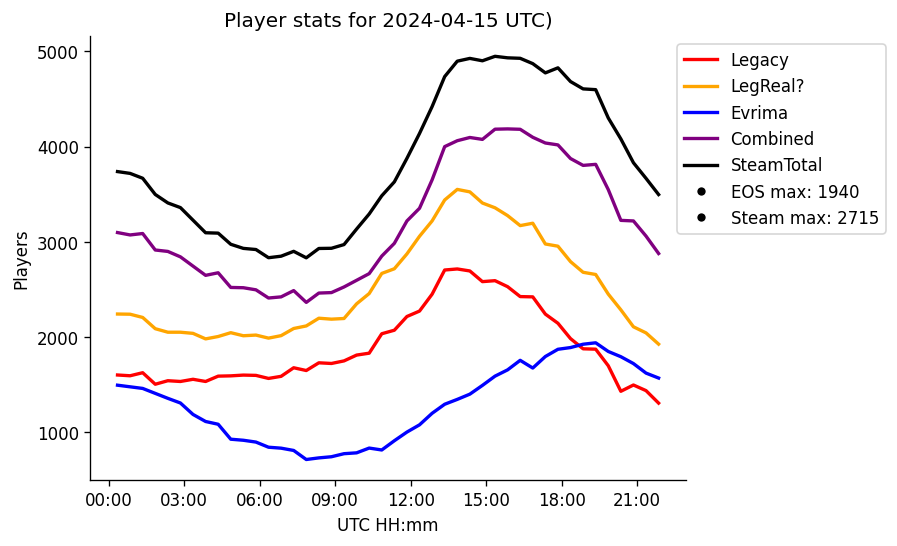 Player stats for 2024-04-15 UTC)
5000
4000
3000
2000
1000
Players
00:00
03:00
06:00
09:00
12:00
15:00
18:00
21:00
UTC HH:mm
Legacy
LegReal?
Evrima
Combined
SteamTotal
EOS max: 1940
Steam max: 2715